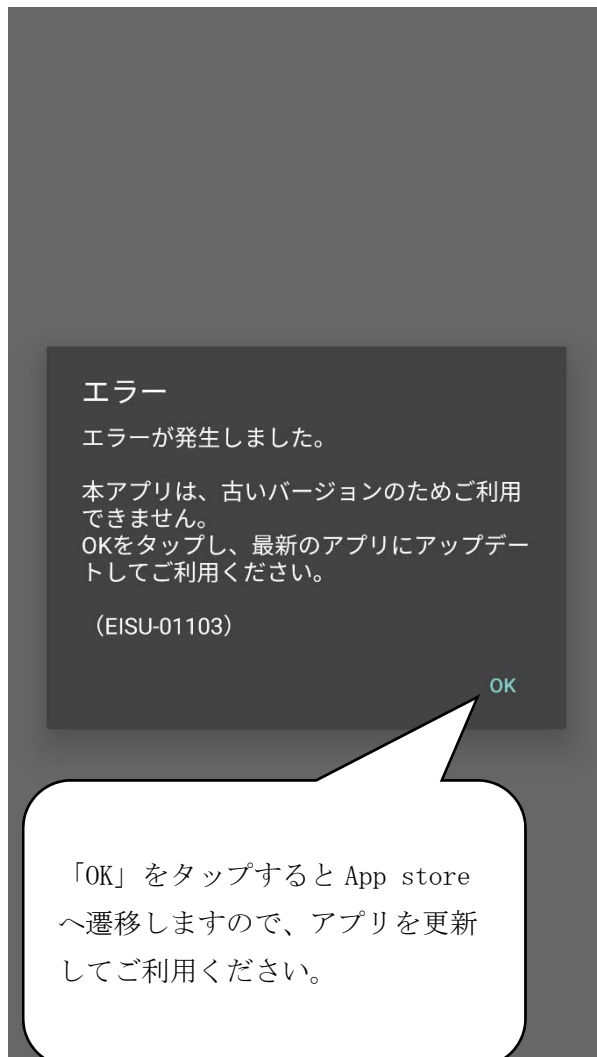 エラー
エラーが発生しました。
本アプリは、古いバージョンのためご利用
できません。
OKをタップし、最新のアプリにアップデー
トしてご利用ください。
（EISU-01103）
OK
「OK」をタップすると App store
へ遷移しますので、アプリを更新
してご利用ください。